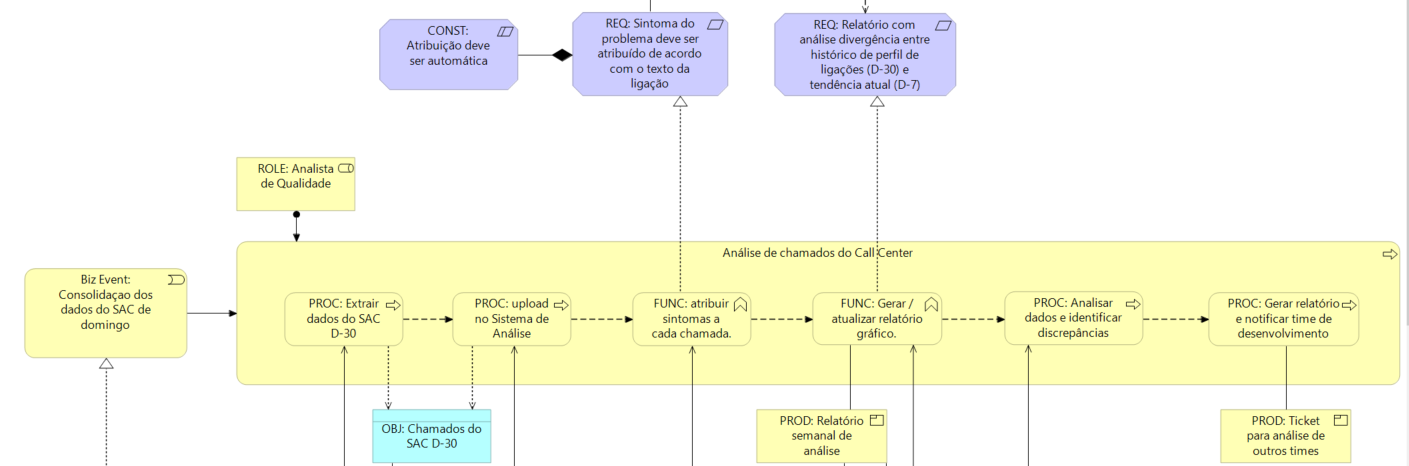 CONST:
Atribuição deve
ser automática
REQ: Sintoma do
problema deve ser
atribuído de acordo
com o texto da
ligação
REQ: Relatório com
análise divergência entre
histórico de perfil de
ligações (D-30) e
tendência atual (D-7)
ROLE: Analista
de Qualidade
Análise de chamados do Call Center
Biz Event:
Consolidaçao dos
dados do SAC de
domingo
PROC: Extrair
dados do SAC
D-30
PROC: upload
no Sistema de
Análise
FUNC: atribuir
sintomas a
cada chamada.
FUNC: Gerar /
atualizar relatório
gráfico.
PROC: Analisar
dados e identificar
discrepâncias
PROC: Gerar relatório
e notificar time de
desenvolvimento
OBJ: Chamados do
SAC D-30
PROD: Relatório
semanal de
análise
PROD: Ticket
para análise de
outros times